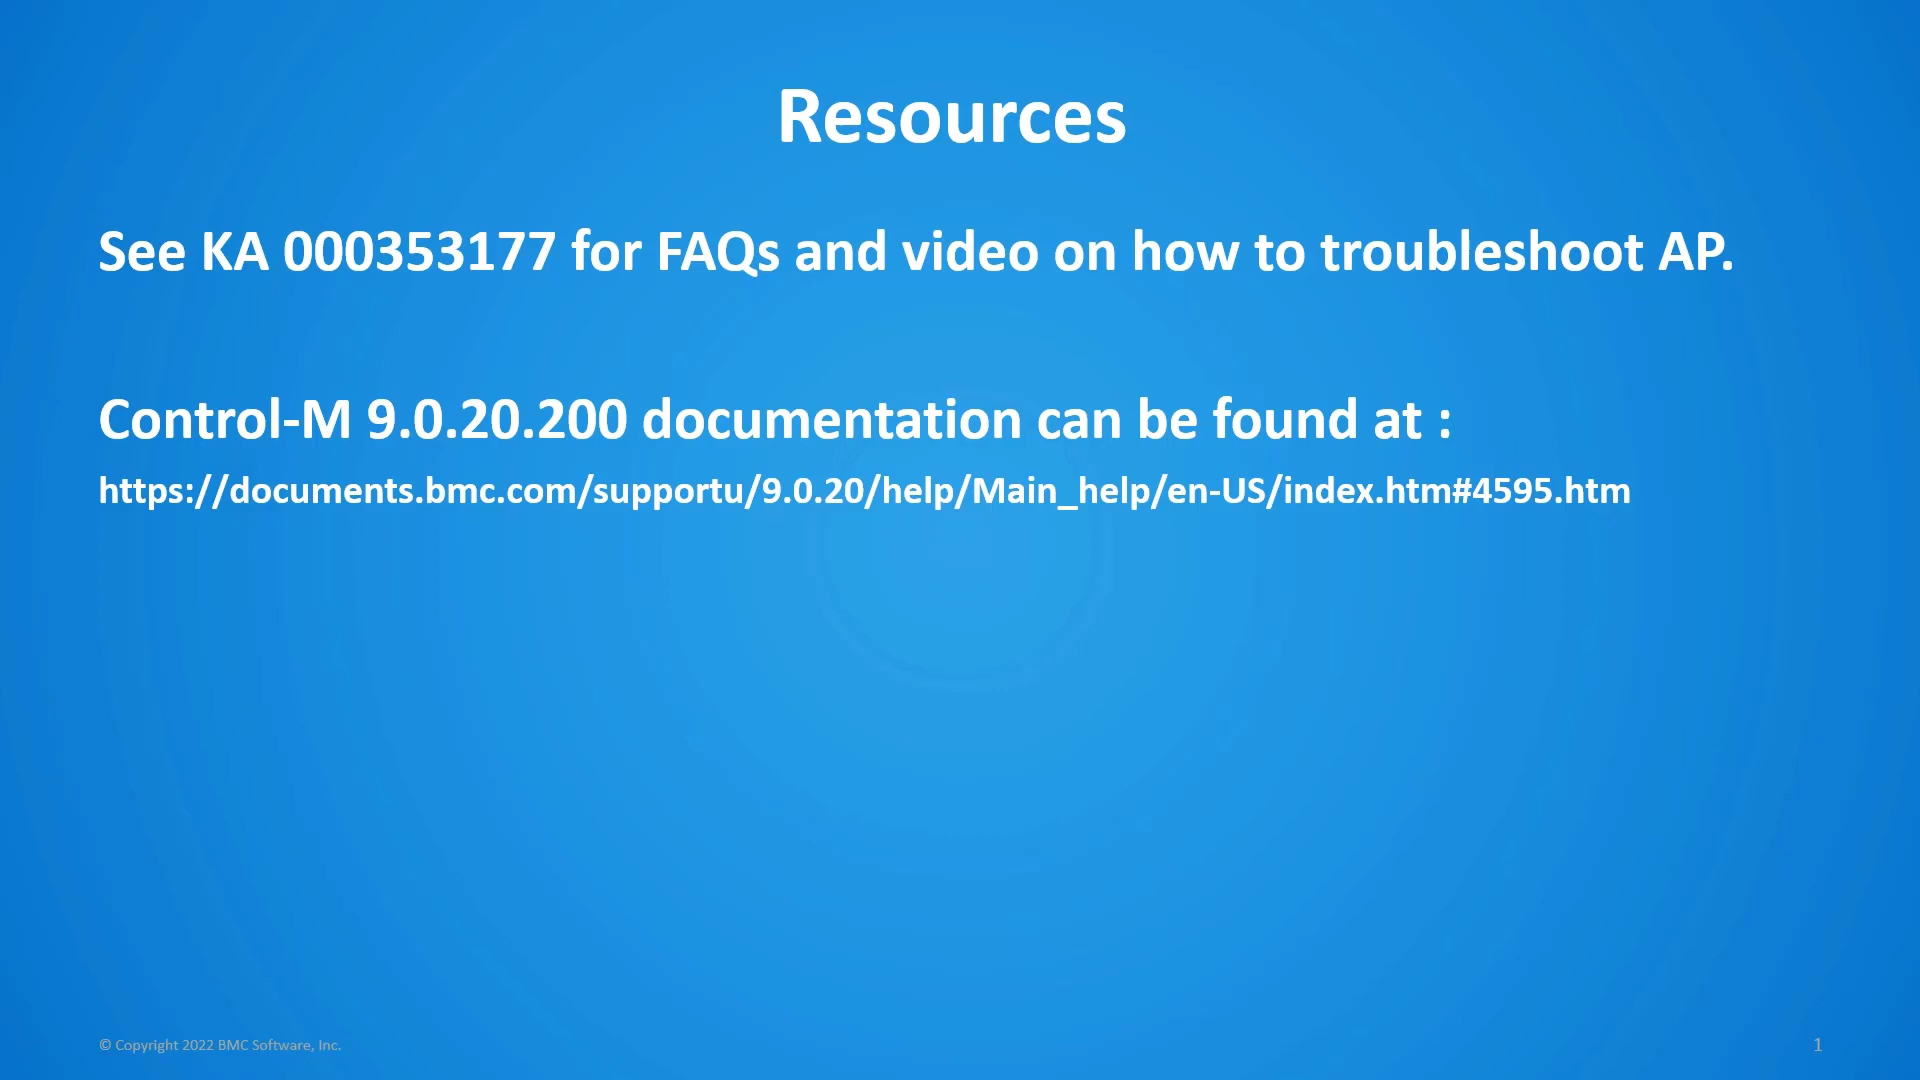 Resources
See KA 000353177 for FAQs and video on how to troubleshoot AP.
Control-M 9.0.20.200 documentation can be found at :
https://documents.bmc.com/supportu/9.0.20/help/Main_help/en-US/index.htm#4595.htm
© Copyright 2022 BMC Software, Inc.
1